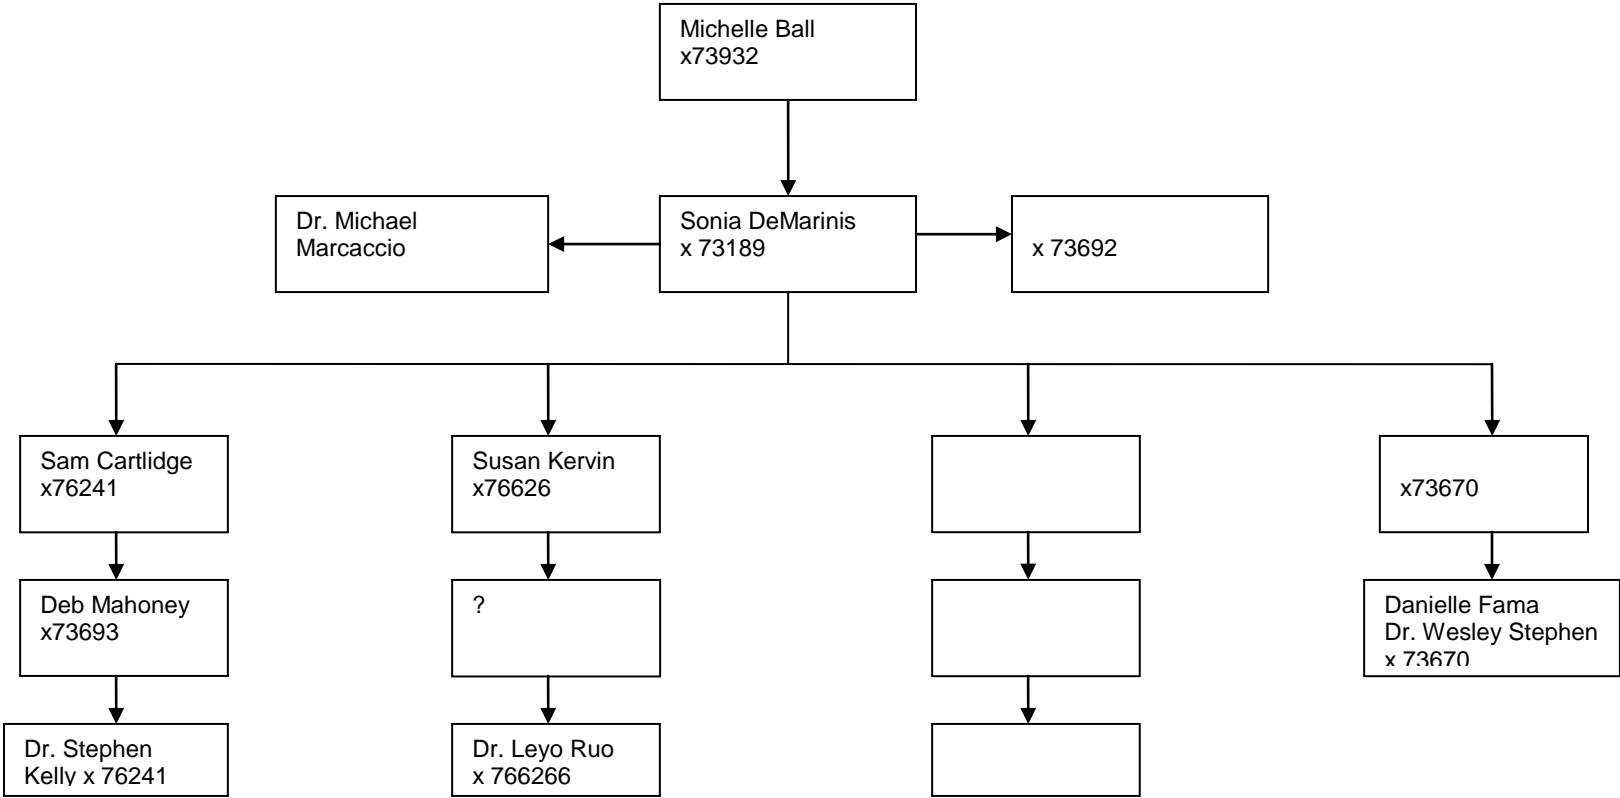 Michelle Ball
x73932
Dr. Michael
Marcaccio
Sonia DeMarinis
x 73189
x 73692
Sam Cartlidge
x76241
Susan Kervin
x76626
x73670
Deb Mahoney
x73693
?
Danielle Fama
Dr. Wesley Stephen
x 73670
Dr. Stephen
Kelly x 76241
Dr. Leyo Ruo
x 766266